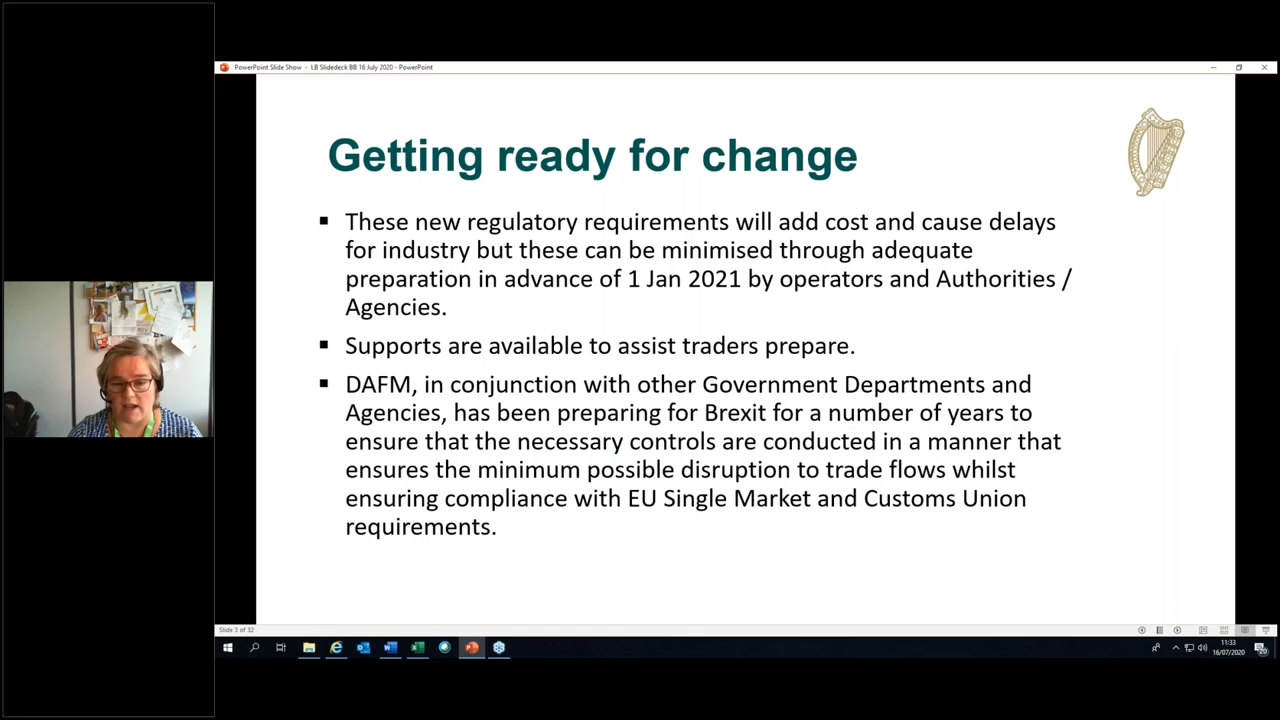 PowerPoint Slide Show - LB Slidedeck BB 16 July 2020 - PowerPoint
Getting ready for change
▪ These new regulatory requirements will add cost and cause delays
for industry but these can be minimised through adequate
preparation in advance of 1 Jan 2021 by operators and Authorities /
Agencies.
▪ Supports are available to assist traders prepare.
▪ DAFM, in conjunction with other Government Departments and
Agencies, has been preparing for Brexit for a number of years to
ensure that the necessary controls are conducted in a manner that
ensures the minimum possible disruption to trade flows whilst
ensuring compliance with EU Single Market and Customs Union
requirements.
Slide 3 of 32
11:33
16/07/2020
20